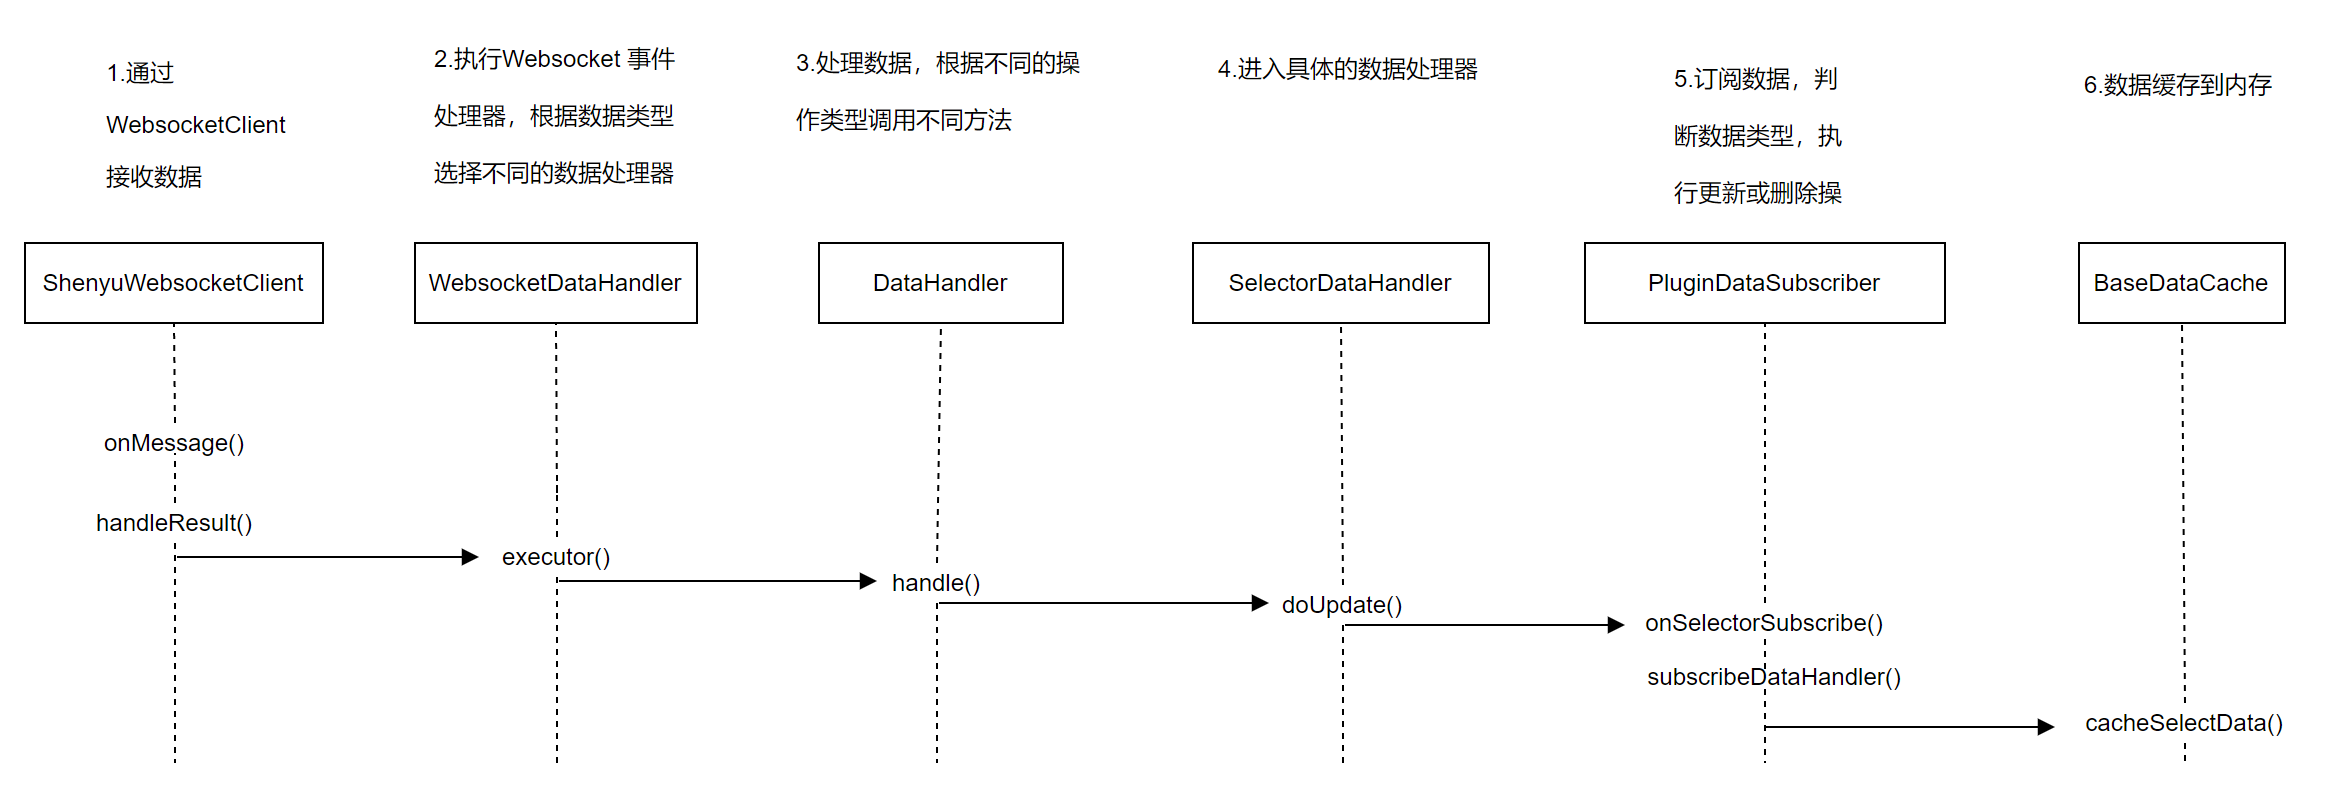 1.通过
WebsocketClient
接收数据
2.执行Websocket 事件
处理器，根据数据类型
选择不同的数据处理器
3.处理数据，根据不同的操
作类型调用不同方法
4.进入具体的数据处理器
5.订阅数据，判
断数据类型，执
行更新或删除操
6.数据缓存到内存
ShenyuWebsocketClient
WebsocketDataHandler
DataHandler
SelectorDataHandler
PluginDataSubscriber
BaseDataCache
onMessage()
handleResult()
executor()
handle()
doUpdate()
onSelectorSubscribe()
subscribeDataHandler()
cacheSelectData()